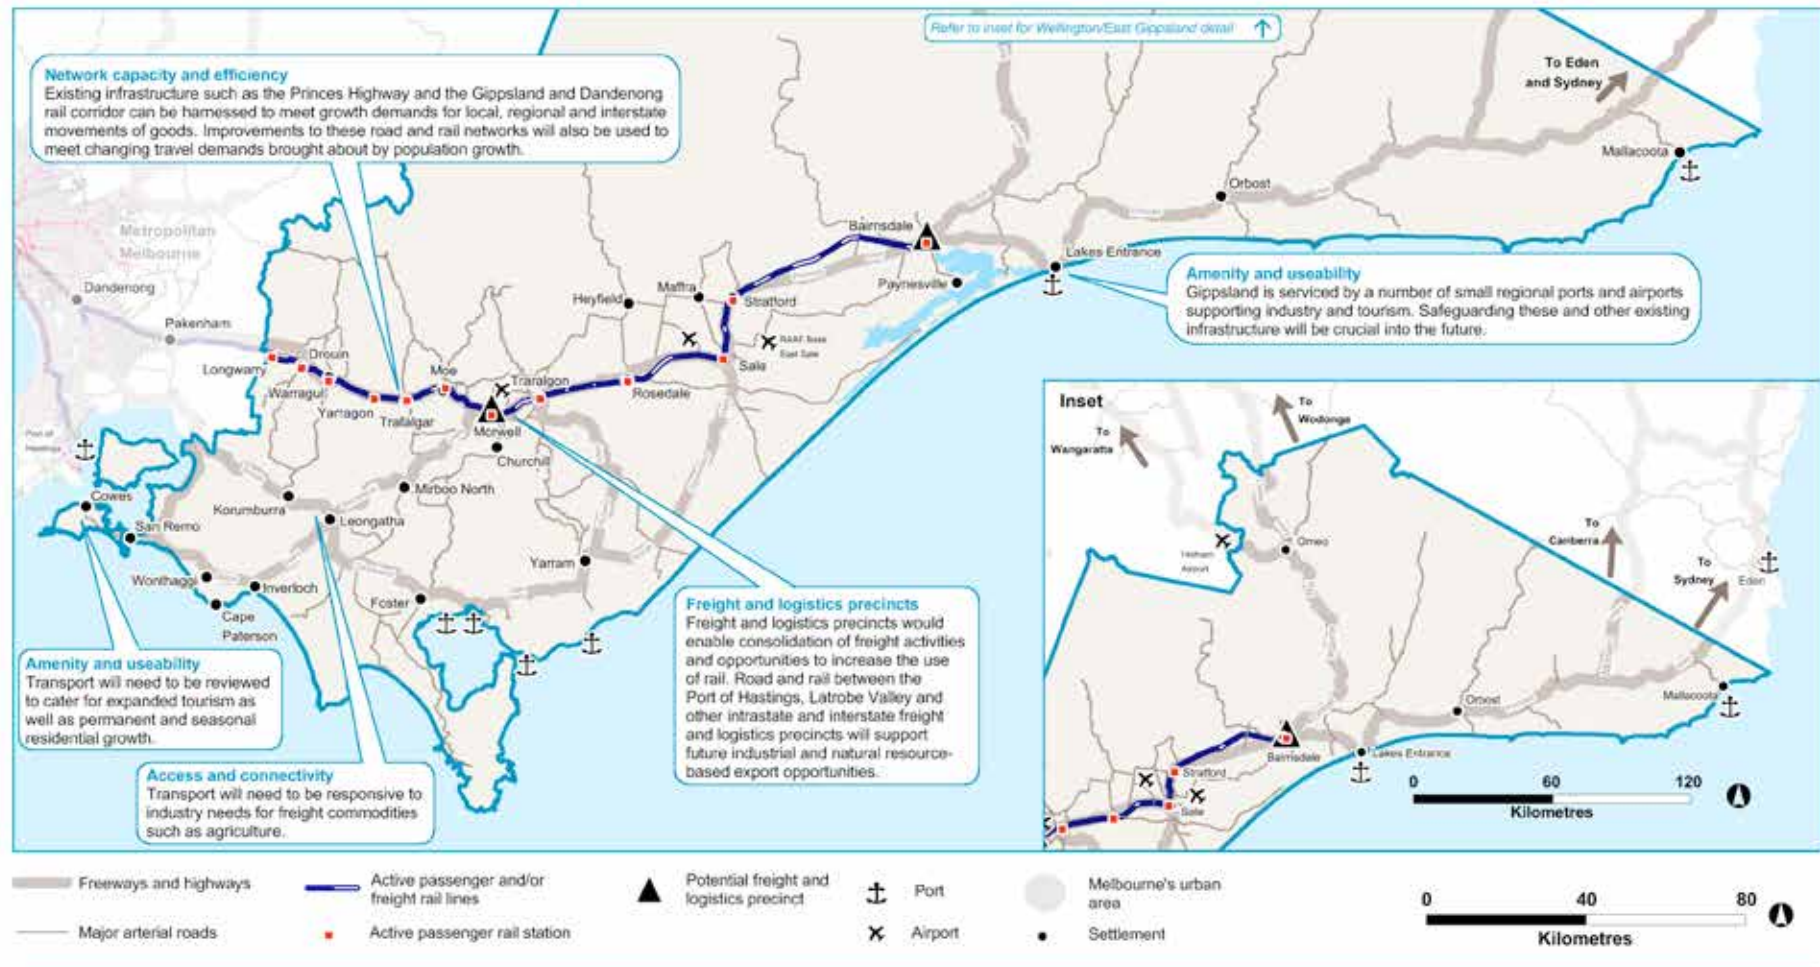 Refer to inset for Wellington/East Gippsland detail
Network capacity and efficiency
Existing infrastructure such as the Princes Highway and the Gippsland and Dandenong
rail corridor can be harnessed to meet growth demands for local, regional and interstate
movements of goods. Improvements to these road and rail networks will also be used to
meet changing travel demands brought about by population growth.
To Eden
and Sydney
Mallacoota
Orbost
Metropolitan
Melbourne
Bairnsdale
Lakes Entrance
Dandenong
Maffra
Paynesville
Heyfield
Stratford
Amenity and useability
Gippsland is serviced by a number of small regional ports and airports
supporting industry and tourism. Safeguarding these and other existing
infrastructure will be crucial into the future.
Pakenham
RAAF Base
East Sale
Drouin
Longwarry
Moe
Sale
Traralgon
Warragul
Rosedale
Yarragon
Trafalgar
Morwell
Port of
Hastings
Churchill
Mirboo North
Cowes
Korumburra
Leongatha
San Remo
Yarram
Wonthaggi
Inverloch
Foster
Cape
Paterson
Amenity and useability
Transport will need to be reviewed
to cater for expanded tourism as
well as permanent and seasonal
residential growth.
Access and connectivity
Transport will need to be responsive to
industry needs for freight commodities
such as agriculture.
Freight and logistics precincts
Freight and logistics precincts would
enable consolidation of freight activities
and opportunities to increase the use
of rail. Road and rail between the
Port of Hastings, Latrobe Valley and
other intrastate and interstate freight
and logistics precincts will support
future industrial and natural resource-
based export opportunities.
Inset
To
Wodonga
To
Wangaratta
To
Canberra
To
Sydney
Eden
Omeo
Hotham
Airport
Mallacoota
Orbost
Bairnsdale
Lakes Entrance
Stratford
Sale
0 60 120
Kilometres
Freeways and highways
Major arterial roads
Active passenger and/or
freight rail lines
Active passenger rail station
Potential freight and
logistics precinct
Port
Airport
Melbourne's urban
area
Settlement
0 40 80
Kilometres